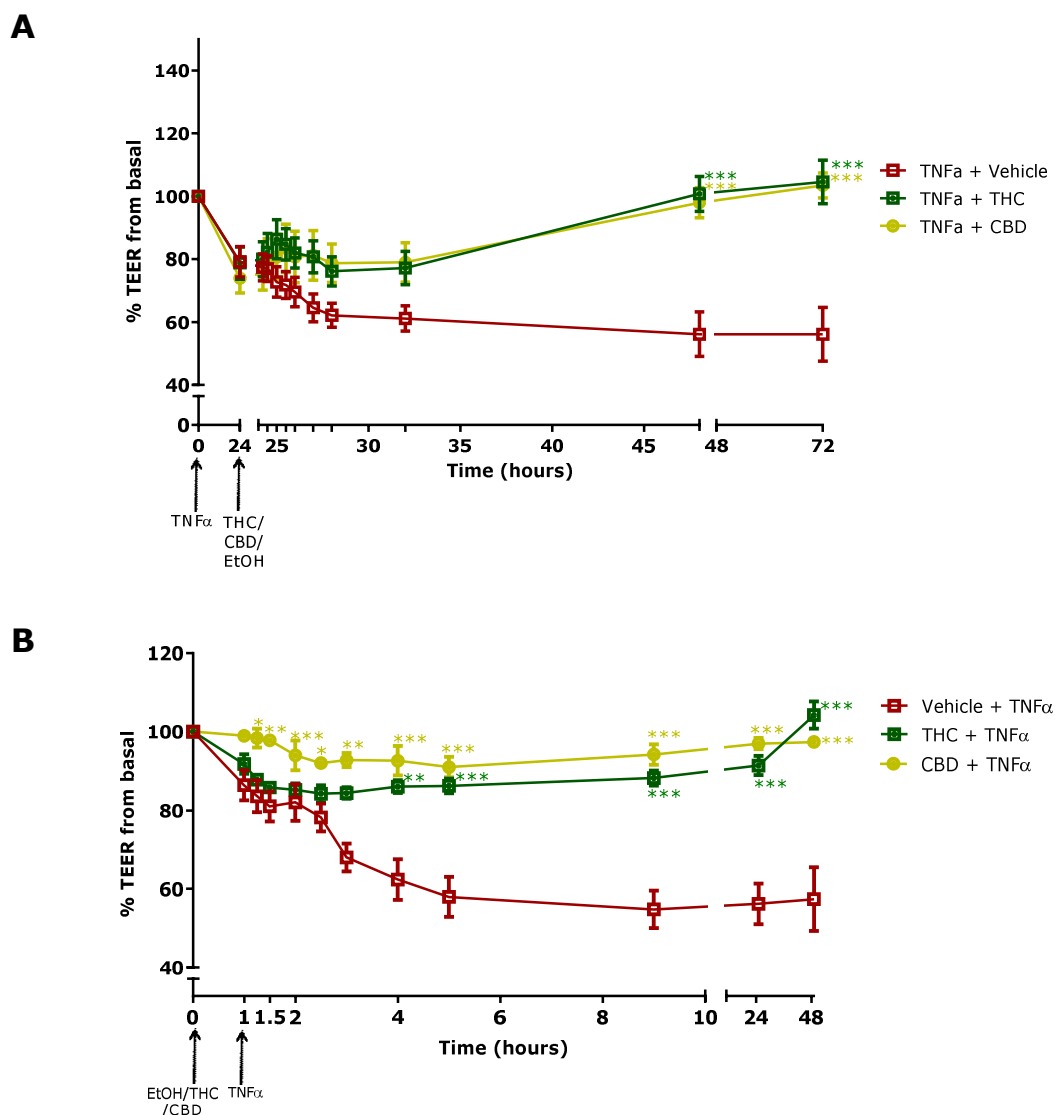 A
% TEER from basal
140
120
100
80
60
40
0
***
***
***
***
TNFa + Vehicle
TNFa + THC
TNFa + CBD
0 24 25 30 35 40 45 48 72
Time (hours)
TNFα
THC/
CBD/
EtOH
B
% TEER from basal
120
100
80
60
40
*
**
***
*
**
***
***
***
***
***
***
**
***
***
***
Vehicle + TNFα
THC + TNFα
CBD + TNFα
0 1 1.5 2 4 6 8 10 24 48
Time (hours)
EtOH/THC
/CBD
TNFα